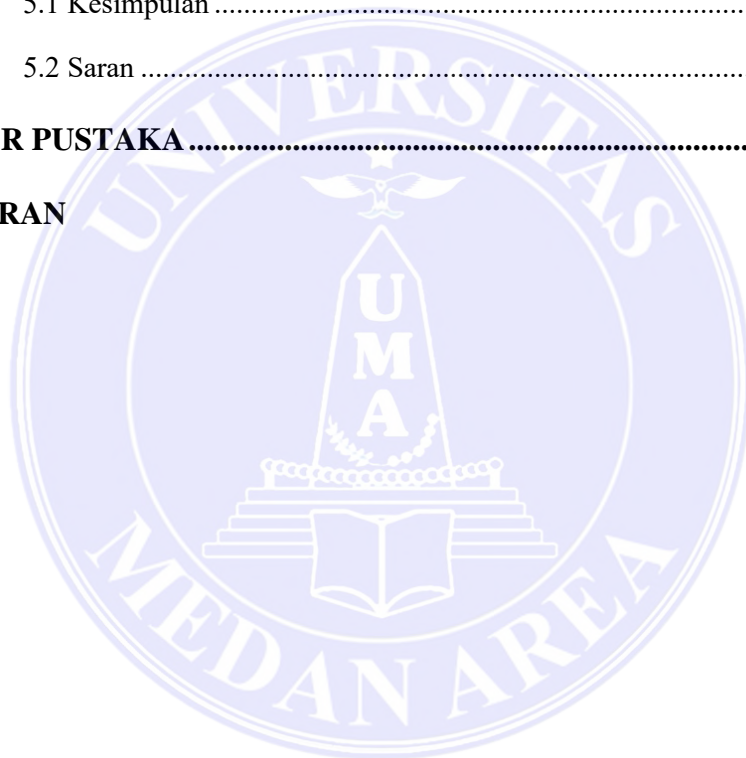 5.1 Kesimpulan ....................................................................
5.2 Saran ...............................................................................
R PUSTAKA .......................................................................
RAN
UNIVERSITAS
UMA
MEDAN AREA